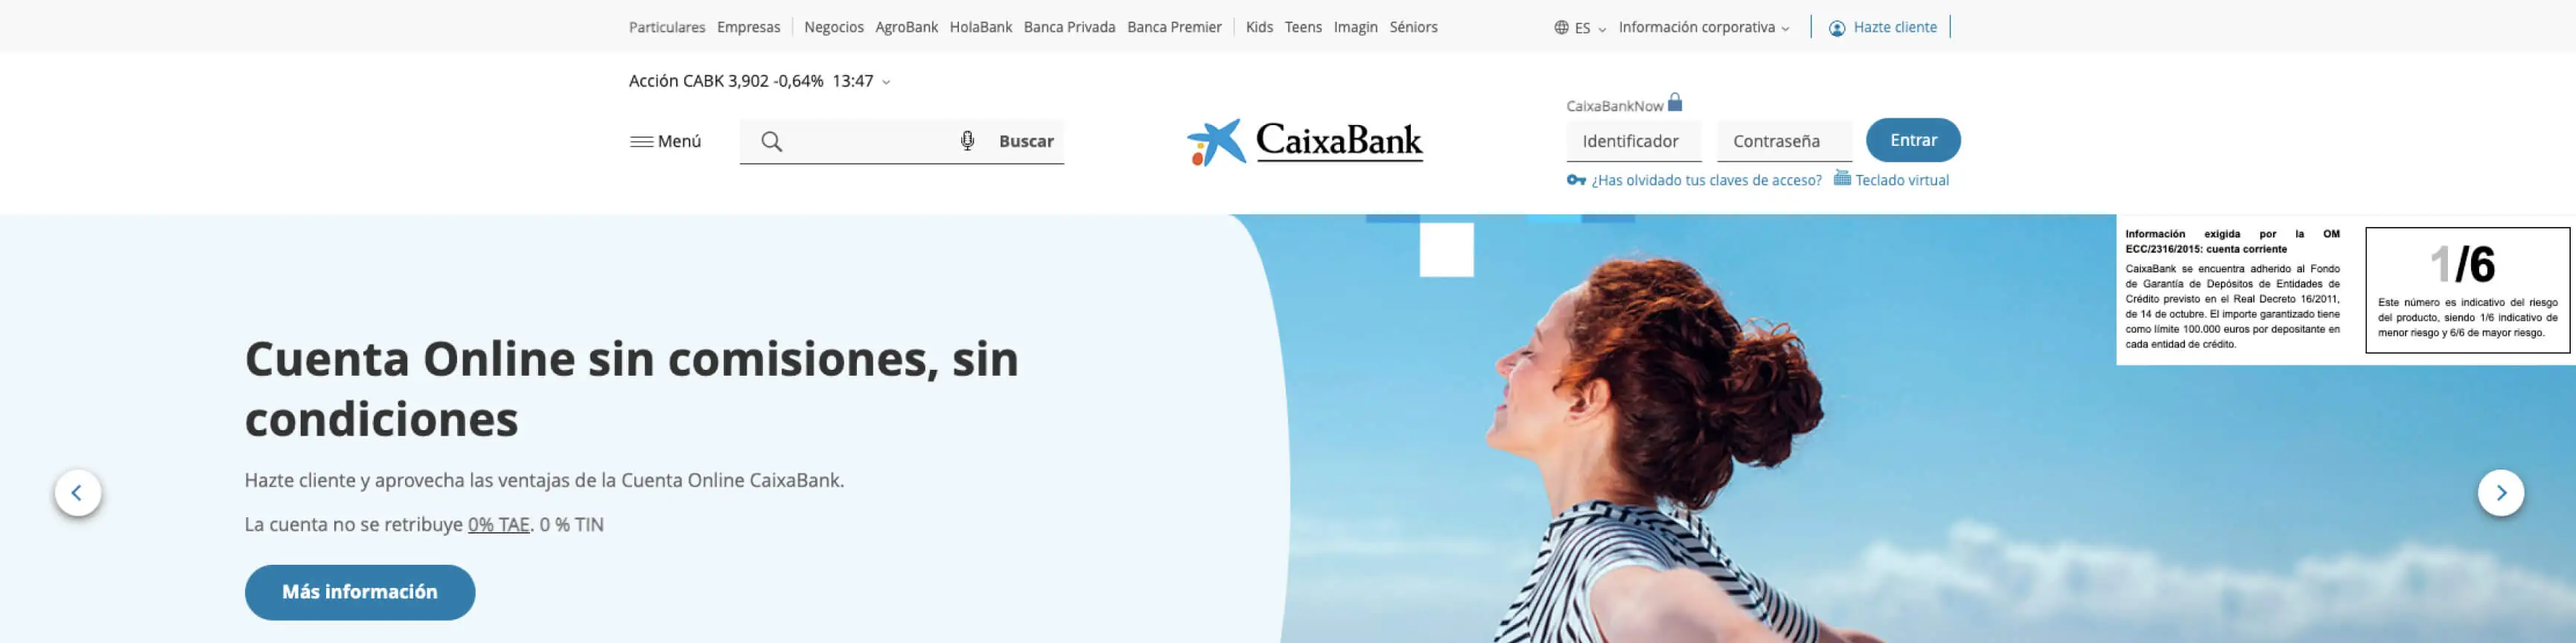 Particulares Empresas Negocios AgroBank HolaBank Banca Privada Banca Premier Kids Teens Imagin Séniors ES Información corporativa Hazte cliente
Acción CABK 3,902 -0,64% 13:47
CaixaBankNow
Menú Buscar CaixaBank Identificador Contraseña Entrar
¿Has olvidado tus claves de acceso? Teclado virtual
Cuenta Online sin comisiones, sin
condiciones
Hazte cliente y aprovecha las ventajas de la Cuenta Online CaixaBank.
La cuenta no se retribuye 0% TAE. 0 % TIN
Más información
Información exigida por la OM
ECC/2316/2015: cuenta corriente
CaixaBank se encuentra adherido al Fondo
de Garantía de Depósitos de Entidades de
Crédito previsto en el Real Decreto 16/2011,
de 14 de octubre. El importe garantizado tiene
como límite 100.000 euros por depositante en
cada entidad de crédito.
1/6
Este número es indicativo del riesgo
del producto, siendo 1/6 indicativo de
menor riesgo y 6/6 de mayor riesgo.